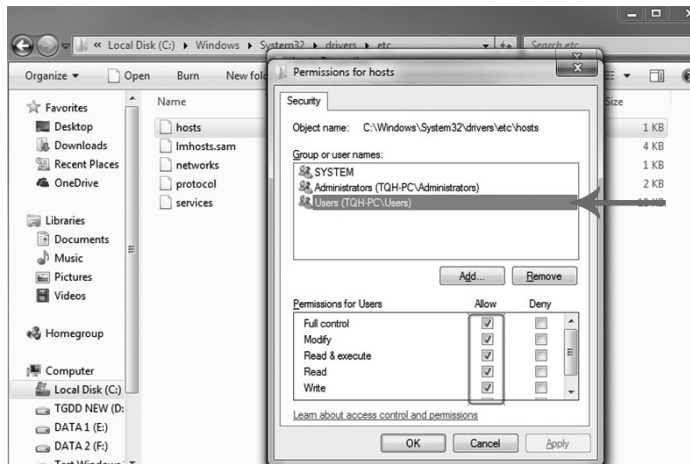 « Local Disk (C:) ▸ Windows ▸ System32 ▸ drivers ▸ etc
Search etc
Organize
Open
Burn
New fold
Favorites
Desktop
Downloads
Recent Places
OneDrive
Libraries
Documents
Music
Pictures
Videos
Homegroup
Computer
Local Disk (C:)
TGDD NEW (D:
DATA 1 (E:)
DATA 2 (F:)
Name
Size
hosts
1 KB
lmhosts.sam
4 KB
networks
1 KB
protocol
2 KB
services
Permissions for hosts
Security
Object name: C:\Windows\System32\drivers\etc\hosts
Group or user names:
SYSTEM
Administrators (TQH-PC\Administrators)
Users (TQH-PC\Users)
Add...
Remove
Permissions for Users
Allow
Deny
Full control
Modify
Read & execute
Read
Write
Learn about access control and permissions
OK
Cancel
Apply